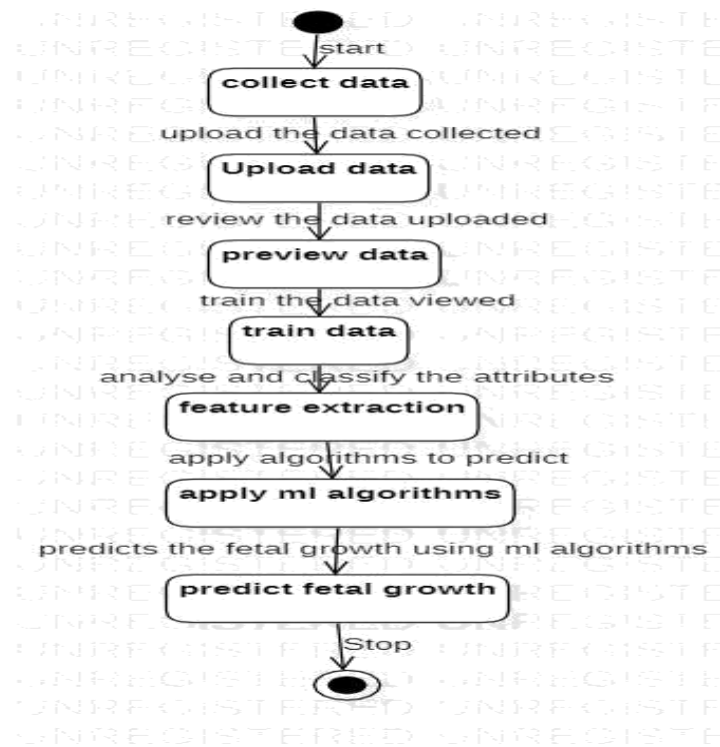 start
collect data
upload the data collected
Upload data
review the data uploaded
preview data
train the data viewed
train data
analyse and classify the attributes
feature extraction
apply algorithms to predict
apply ml algorithms
predicts the fetal growth using ml algorithms
predict fetal growth
Stop